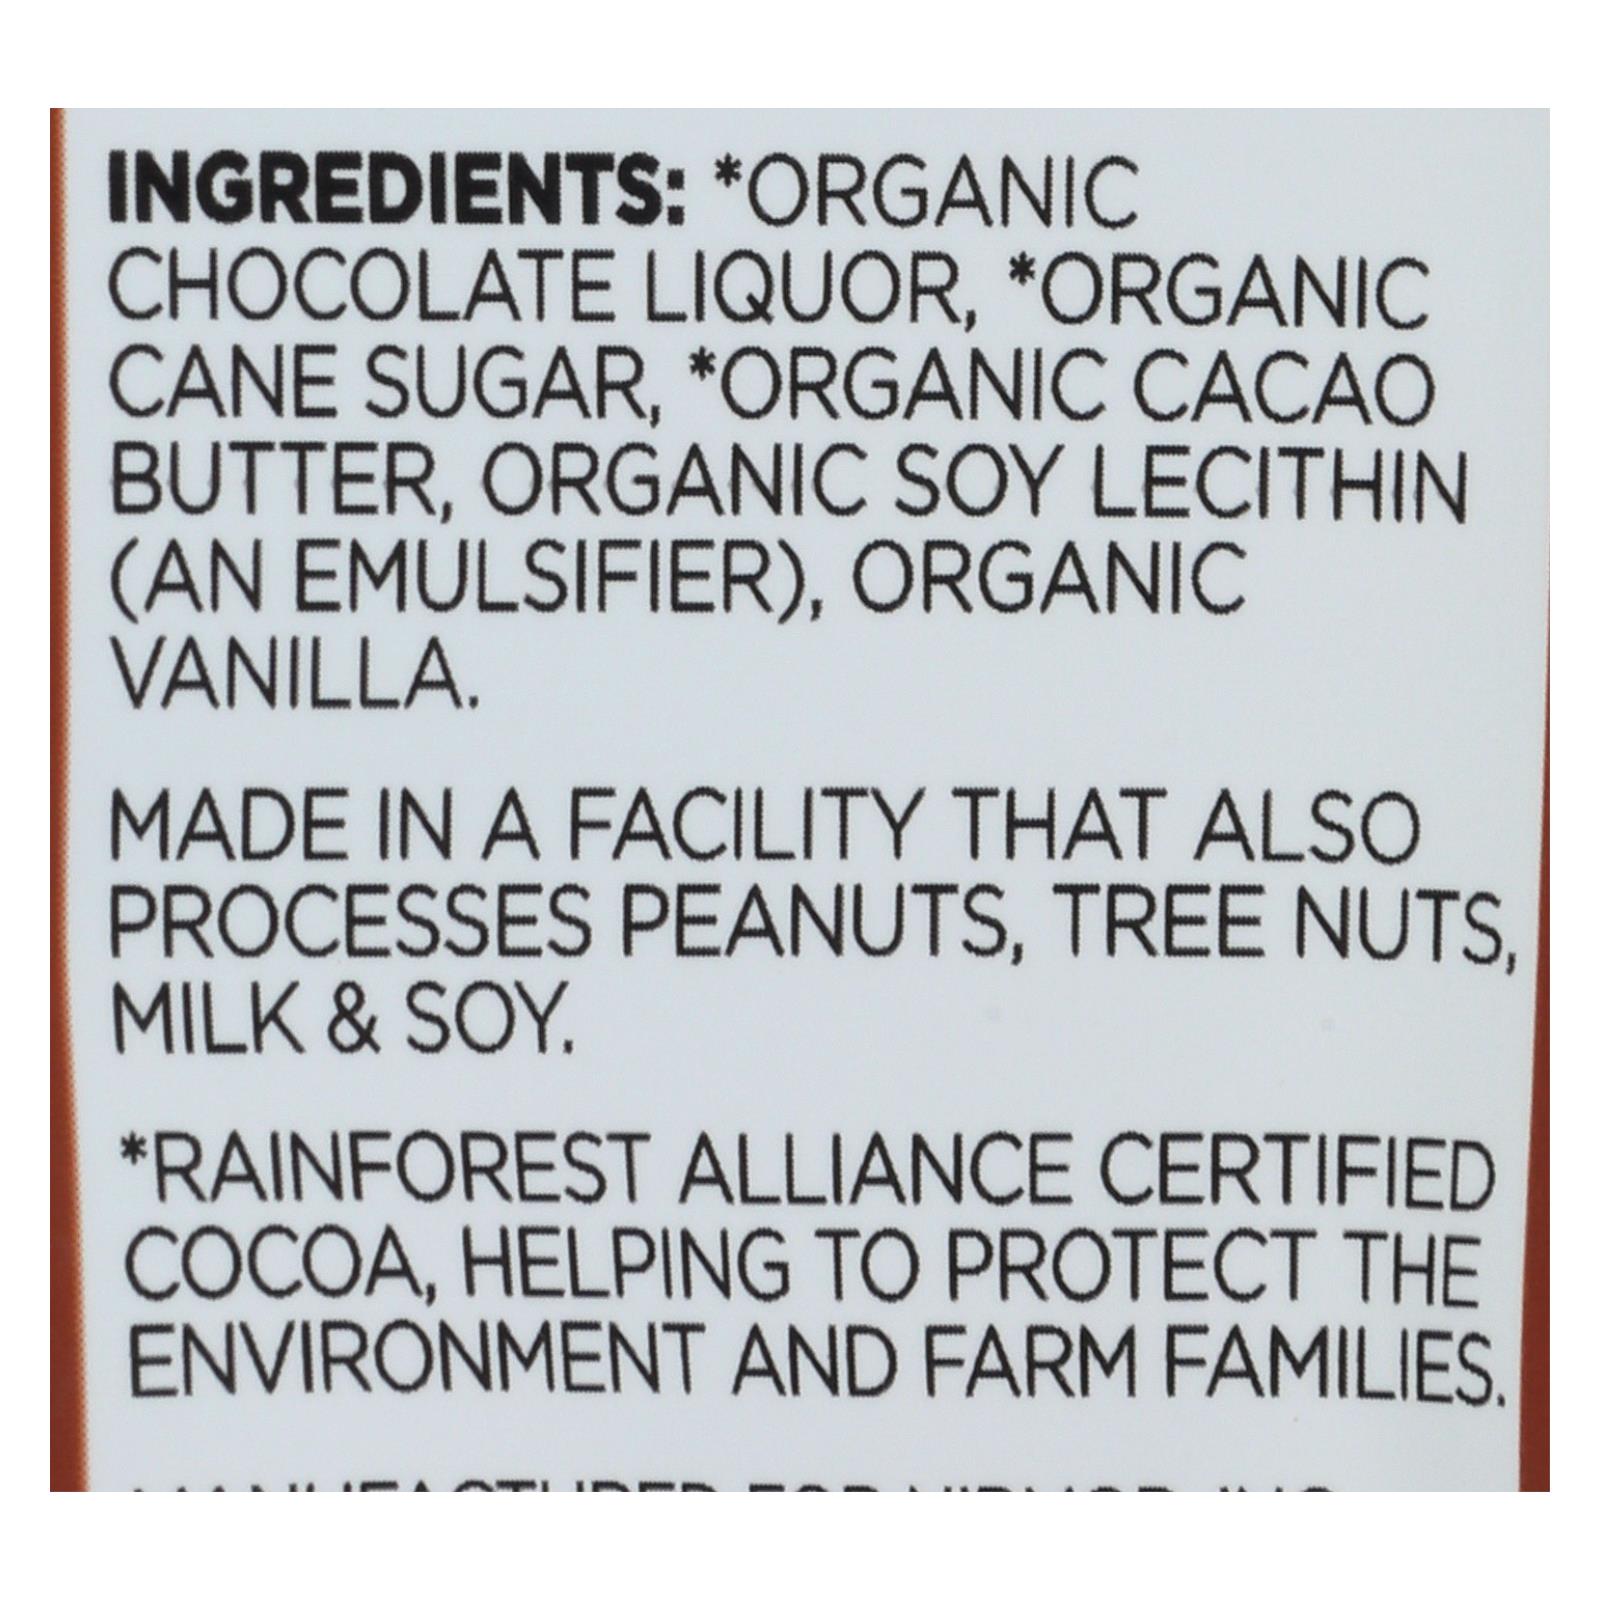 INGREDIENTS: *ORGANIC
CHOCOLATE LIQUOR, *ORGANIC
CANE SUGAR, *ORGANIC CACAO
BUTTER, ORGANIC SOY LECITHIN
(AN EMULSIFIER), ORGANIC
VANILLA.
MADE IN A FACILITY THAT ALSO
PROCESSES PEANUTS, TREE NUTS,
MILK & SOY.
*RAINFOREST ALLIANCE CERTIFIED
COCOA, HELPING TO PROTECT THE
ENVIRONMENT AND FARM FAMILIES.
MANUFACTURED FOR